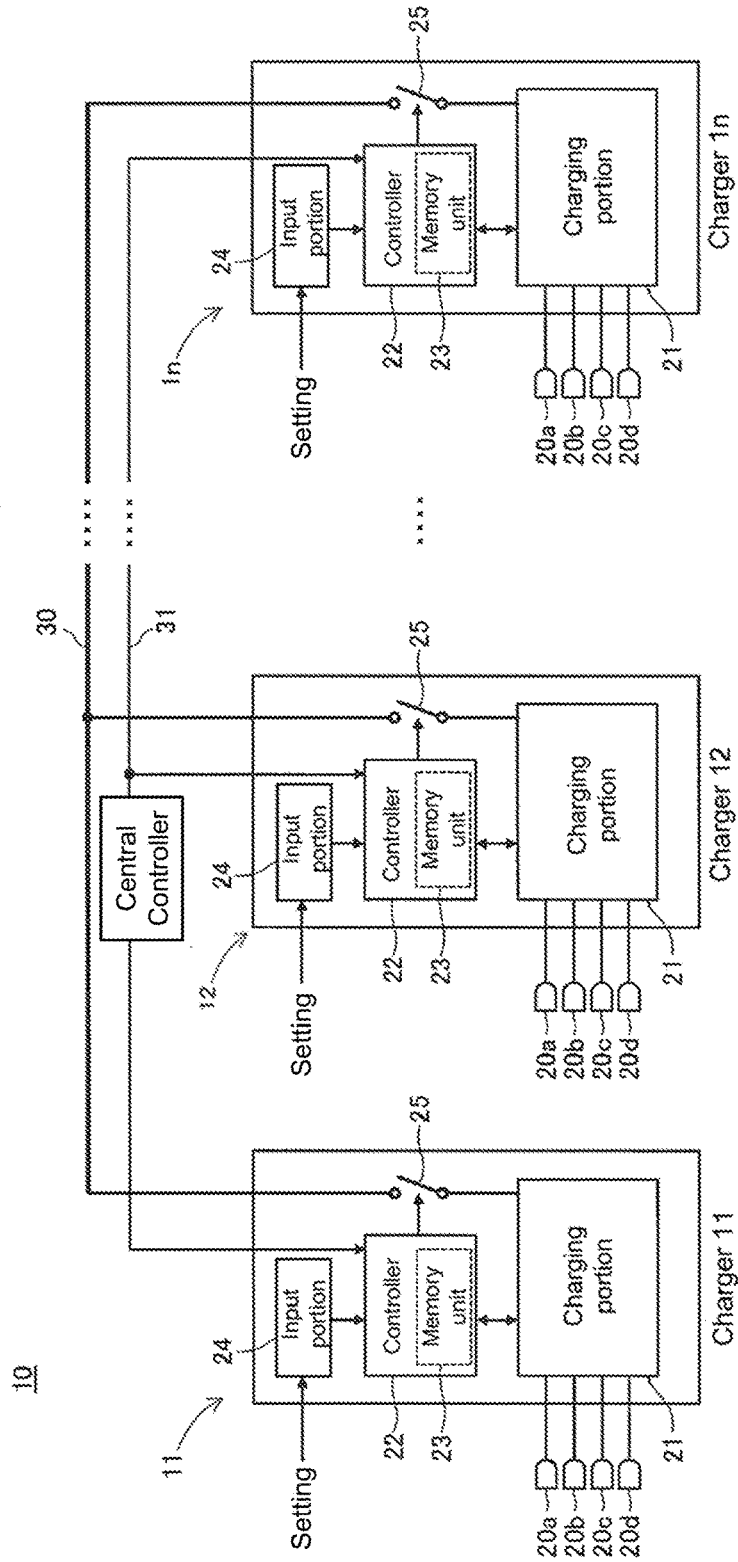 10
30
31
Central
Controller
11
Setting
24
Input
portion
Controller
Memory
unit
22
23
25
Charging
portion
21
20a
20b
20c
20d
Charger 11
12
Setting
24
Input
portion
Controller
Memory
unit
22
23
25
Charging
portion
21
20a
20b
20c
20d
Charger 12
1n
Setting
24
Input
portion
Controller
Memory
unit
22
23
25
Charging
portion
21
20a
20b
20c
20d
Charger 1n